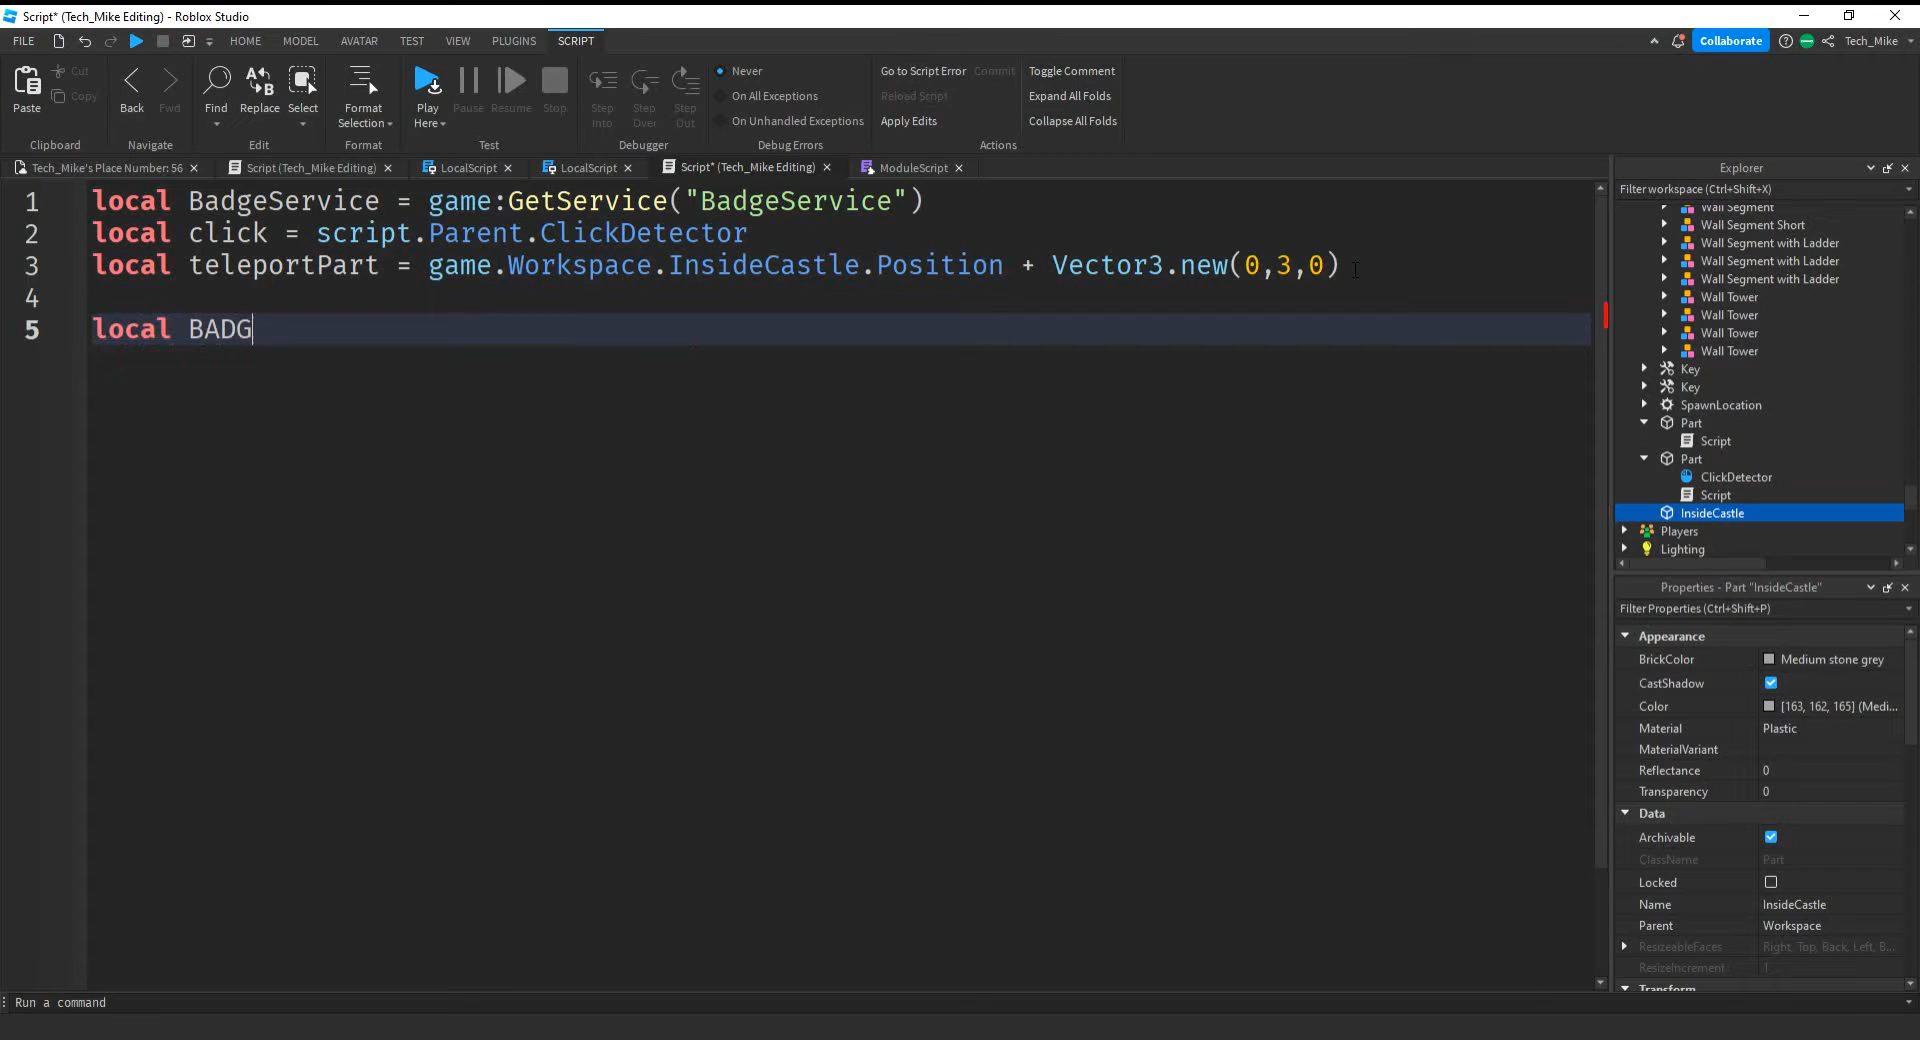 Script* (Tech_Mike Editing) - Roblox Studio
FILE HOME MODEL AVATAR TEST VIEW PLUGINS SCRIPT Collaborate Tech_Mike
Paste Cut Copy Back Fwd Find Replace Select Format Selection Play Here Pause Resume Stop Step Into Step Over Step Out
Never
On All Exceptions
On Unhandled Exceptions
Go to Script Error Commit
Reload Script
Apply Edits
Toggle Comment
Expand All Folds
Collapse All Folds
Clipboard Navigate Edit Format Test Debugger Debug Errors Actions
Tech_Mike's Place Number: 56 Script (Tech_Mike Editing) LocalScript LocalScript Script* (Tech_Mike Editing) ModuleScript
1 local BadgeService = game:GetService("BadgeService")
2 local click = script.Parent.ClickDetector
3 local teleportPart = game.Workspace.InsideCastle.Position + Vector3.new(0,3,0)
4
5 local BADG
Explorer
Filter workspace (Ctrl+Shift+X)
Wall Segment
Wall Segment Short
Wall Segment with Ladder
Wall Segment with Ladder
Wall Segment with Ladder
Wall Tower
Wall Tower
Wall Tower
Wall Tower
Key
Key
SpawnLocation
Part
Script
Part
ClickDetector
Script
InsideCastle
Players
Lighting
Properties - Part "InsideCastle"
Filter Properties (Ctrl+Shift+P)
Appearance
BrickColor Medium stone grey
CastShadow
Color [163, 162, 165] (Medi...
Material Plastic
MaterialVariant
Reflectance 0
Transparency 0
Data
Archivable
ClassName Part
Locked
Name InsideCastle
Parent Workspace
ResizeableFaces Right, Top, Back, Left, B...
ResizeIncrement 1
Transform
Run a command